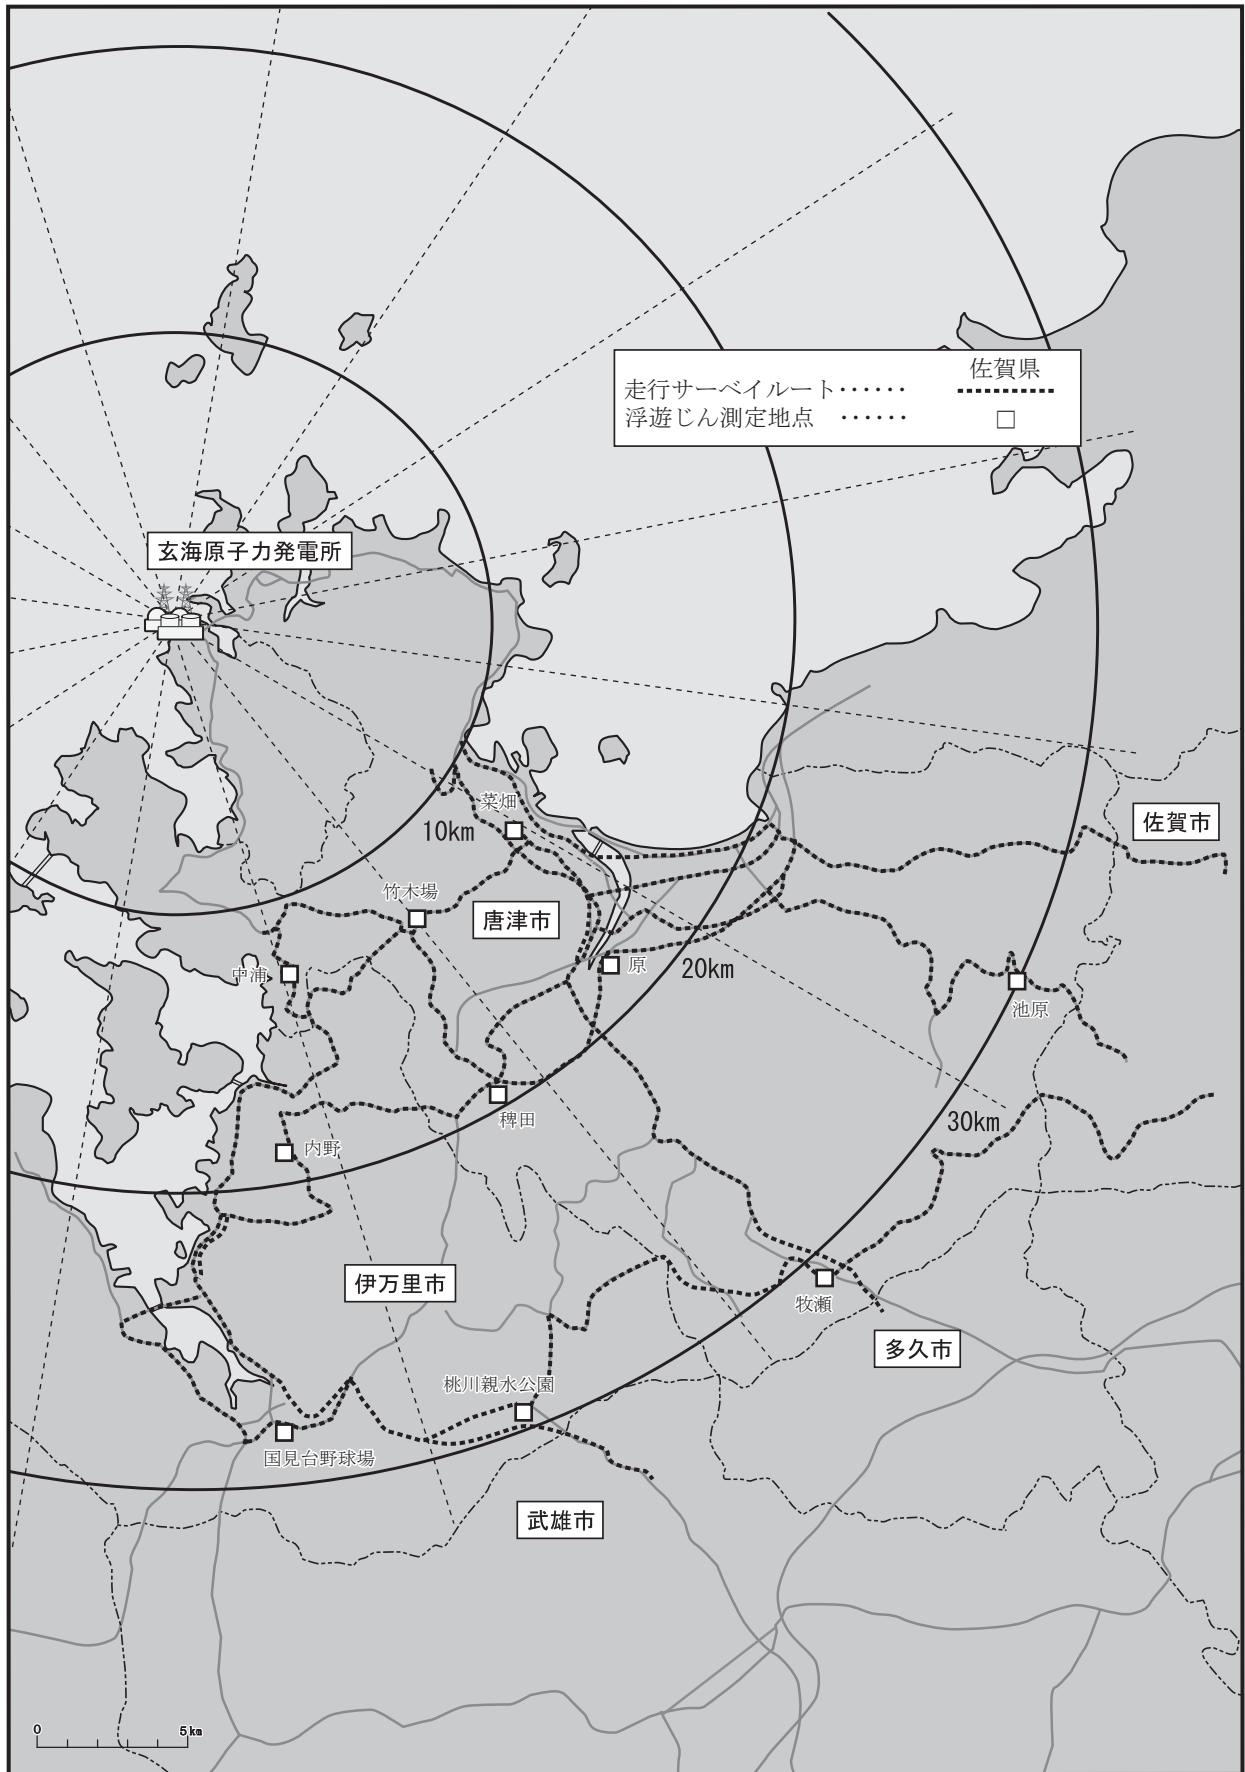 佐賀県
走行サーベイルート・・・・・・
浮遊じん測定地点 ・・・・・・ □
玄海原子力発電所
菜畑
10km
佐賀市
竹木場
唐津市
中浦
原
20km
池原
稗田
30km
内野
伊万里市
牧瀬
多久市
桃川親水公園
国見台野球場
武雄市
0 5km